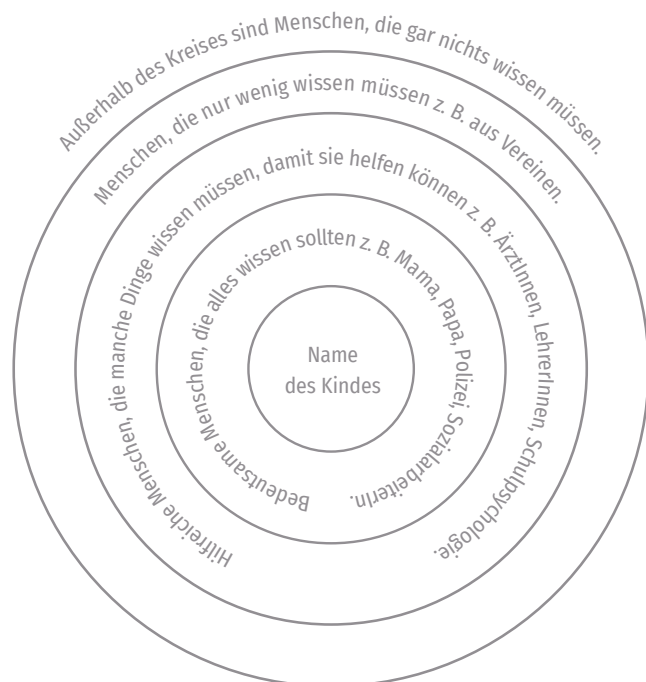 Außerhalb des Kreises sind Menschen, die gar nichts wissen müssen.
Menschen, die nur wenig wissen müssen z. B. aus Vereinen.
Hilfreiche Menschen, die manche Dinge wissen müssen, damit sie helfen können z. B. ÄrztInnen, LehrerInnen, Schulpsychologie.
Bedeutsame Menschen, die alles wissen sollten z. B. Mama, Papa, Polizei, SozialarbeiterIn.
Name
des Kindes